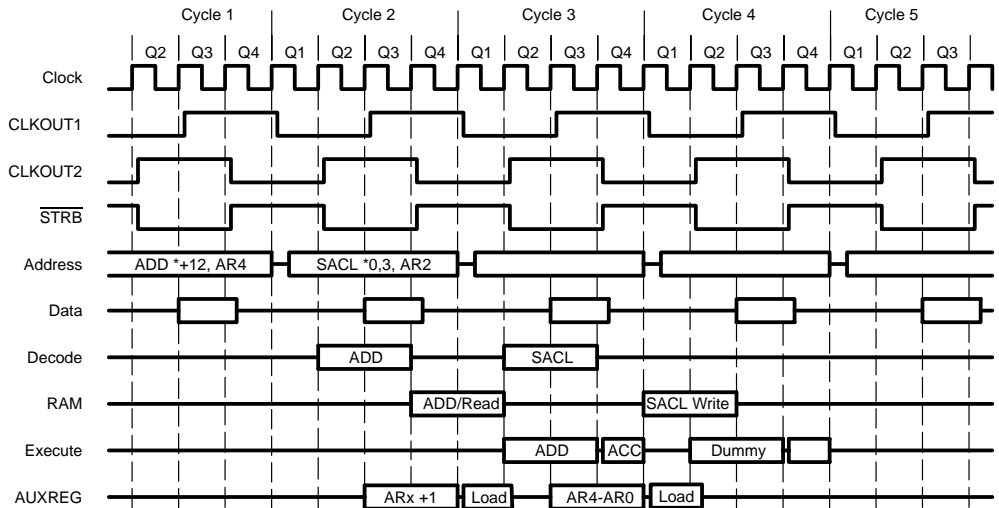 Cycle 1 Cycle 2 Cycle 3 Cycle 4 Cycle 5
Q2 Q3 Q4 Q1 Q2 Q3 Q4 Q1 Q2 Q3 Q4 Q1 Q2 Q3 Q4 Q1 Q2 Q3
Clock
CLKOUT1
CLKOUT2
STRB
Address ADD *+12, AR4 SACL *0,3, AR2
Data
Decode ADD SACL
RAM ADD/Read SACL Write
Execute ADD ACC Dummy
AUXREG ARx +1 Load AR4-AR0 Load